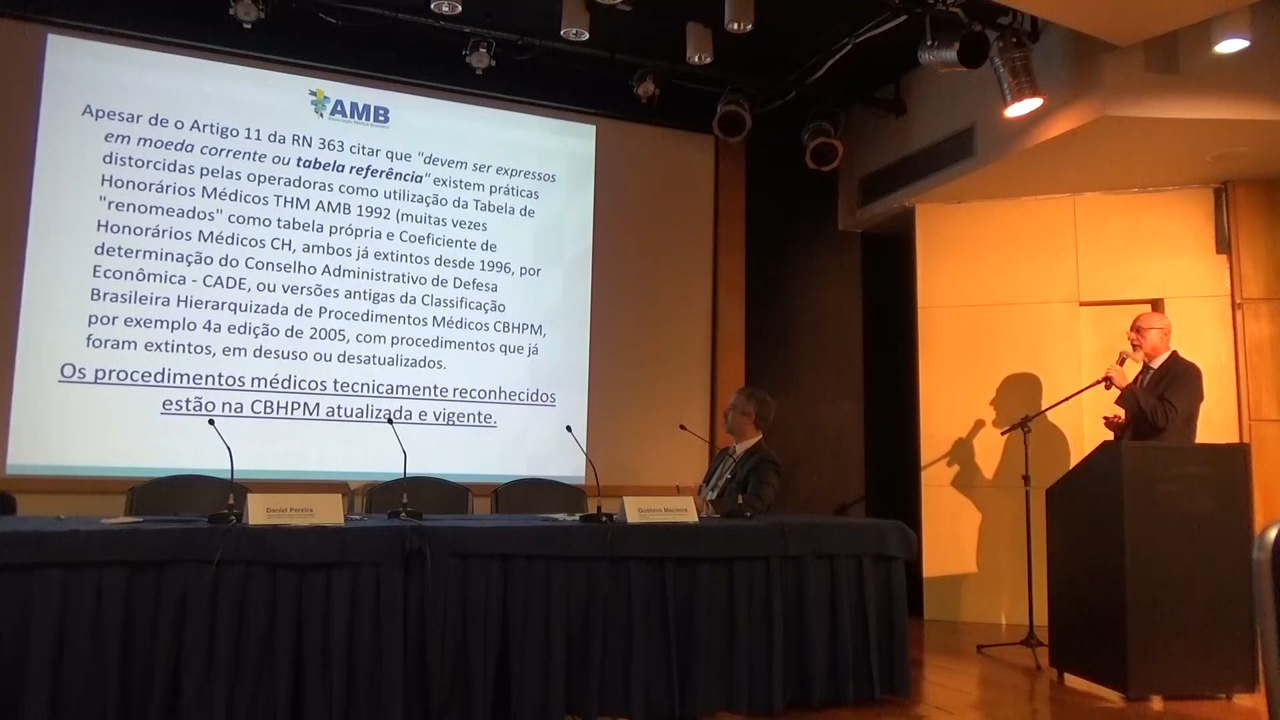 AMB
Associação Médica Brasileira
Apesar de o Artigo 11 da RN 363 citar que "devem ser expressos
em moeda corrente ou tabela referência" existem práticas
distorcidas pelas operadoras como utilização da Tabela de
Honorários Médicos THM AMB 1992 (muitas vezes
"renomeados" como tabela própria e Coeficiente de
Honorários Médicos CH, ambos já extintos desde 1996, por
determinação do Conselho Administrativo de Defesa
Econômica - CADE, ou versões antigas da Classificação
Brasileira Hierarquizada de Procedimentos Médicos CBHPM,
por exemplo 4a edição de 2005, com procedimentos que já
foram extintos, em desuso ou desatualizados.
Os procedimentos médicos tecnicamente reconhecidos
estão na CBHPM atualizada e vigente.
Daniel Pereira
Gustavo